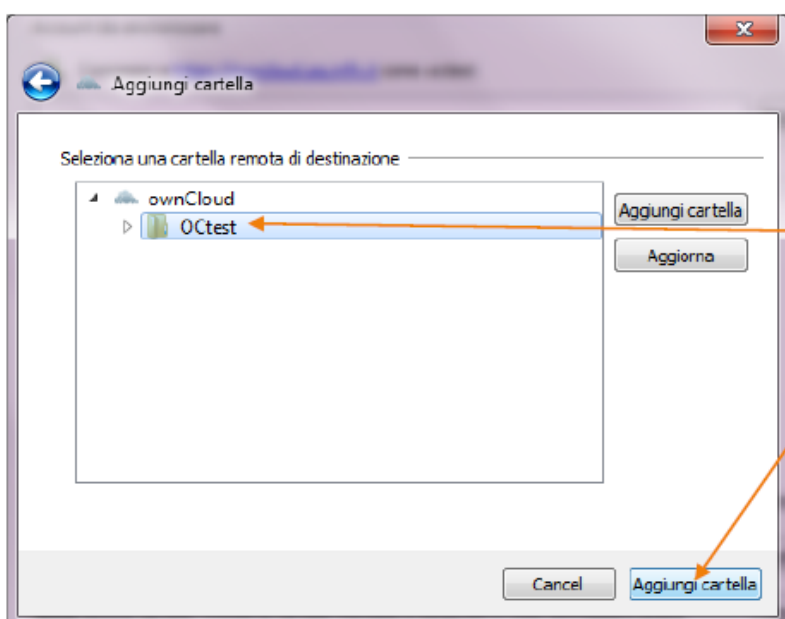 Aggiungi cartella
Seleziona una cartella remota di destinazione
ownCloud
OCtest
Aggiungi cartella
Aggiorna
Cancel
Aggiungi cartella